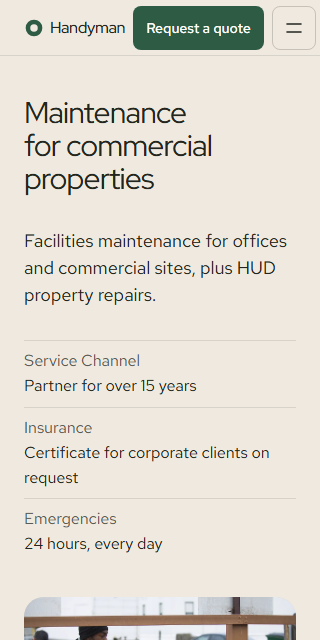 Handyman
Request a quote
Maintenance
for commercial
properties
Facilities maintenance for offices
and commercial sites, plus HUD
property repairs.
Service Channel
Partner for over 15 years
Insurance
Certificate for corporate clients on
request
Emergencies
24 hours, every day